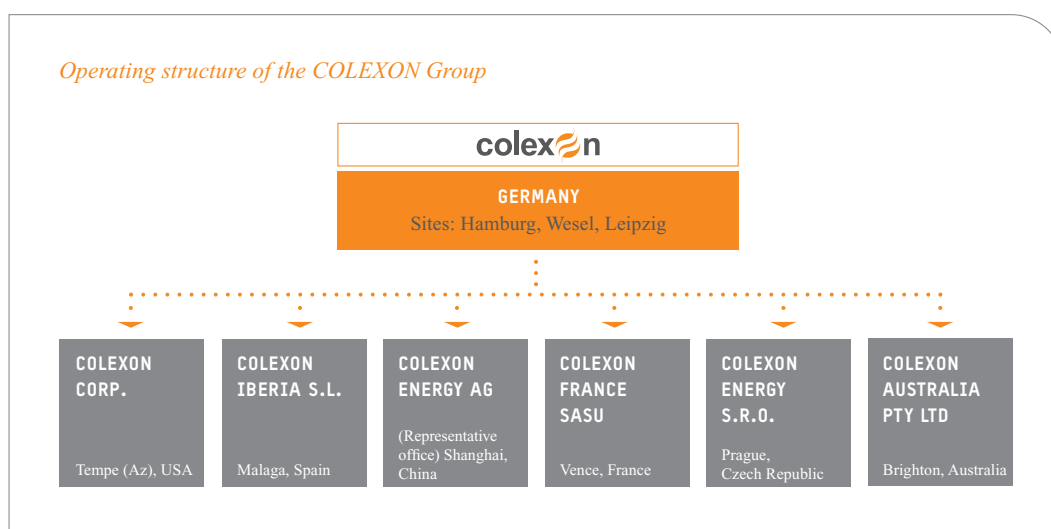 Operating structure of the COLEXON Group
colexon
GERMANY
Sites: Hamburg, Wesel, Leipzig
COLEXON
CORP.
Tempe (Az), USA
COLEXON
IBERIA S.L.
Malaga, Spain
COLEXON
ENERGY AG
(Representative
office) Shanghai,
China
COLEXON
FRANCE
SASU
Vence, France
COLEXON
ENERGY
S.R.O.
Prague,
Czech Republic
COLEXON
AUSTRALIA
PTY LTD
Brighton, Australia